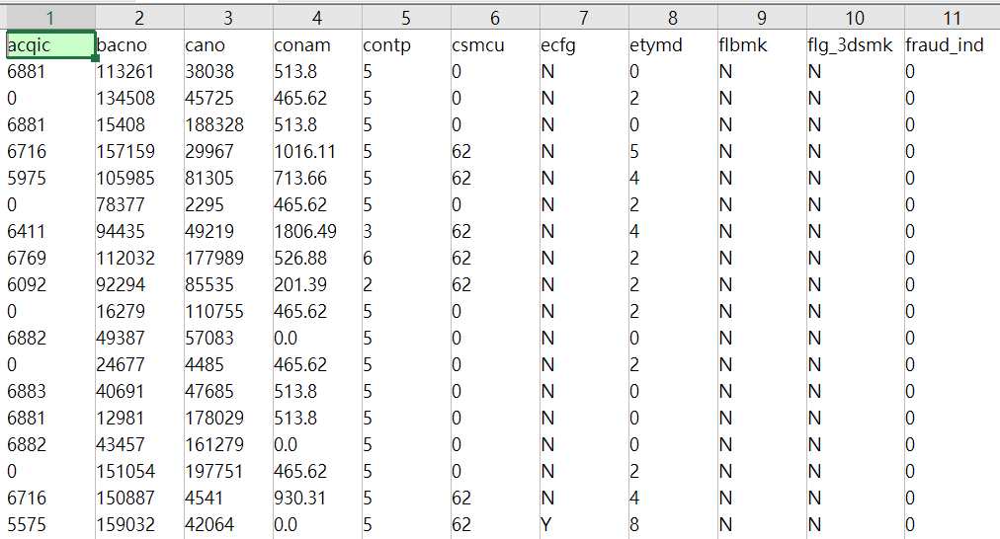 1 2 3 4 5 6 7 8 9 10 11
acqic bacno cano conam contp csmcu ecfg etymd flbmk flg_3dsmk fraud_ind
6881 113261 38038 513.8 5 0 N 0 N N 0
0 134508 45725 465.62 5 0 N 2 N N 0
6881 15408 188328 513.8 5 0 N 0 N N 0
6716 157159 29967 1016.11 5 62 N 5 N N 0
5975 105985 81305 713.66 5 62 N 4 N N 0
0 78377 2295 465.62 5 0 N 2 N N 0
6411 94435 49219 1806.49 3 62 N 4 N N 0
6769 112032 177989 526.88 6 62 N 2 N N 0
6092 92294 85535 201.39 2 62 N 2 N N 0
0 16279 110755 465.62 5 0 N 2 N N 0
6882 49387 57083 0.0 5 0 N 0 N N 0
0 24677 4485 465.62 5 0 N 2 N N 0
6883 40691 47685 513.8 5 0 N 0 N N 0
6881 12981 178029 513.8 5 0 N 0 N N 0
6882 43457 161279 0.0 5 0 N 0 N N 0
0 151054 197751 465.62 5 0 N 2 N N 0
6716 150887 4541 930.31 5 62 N 4 N N 0
5575 159032 42064 0.0 5 62 Y 8 N N 0